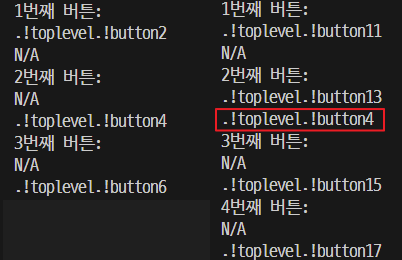 1번째 버튼:
.!toplevel.!button2
N/A
2번째 버튼:
N/A
.!toplevel.!button4
3번째 버튼:
N/A
.!toplevel.!button6
1번째 버튼:
.!toplevel.!button11
N/A
2번째 버튼:
.!toplevel.!button13
.!toplevel.!button4
3번째 버튼:
N/A
.!toplevel.!button15
4번째 버튼:
N/A
.!toplevel.!button17